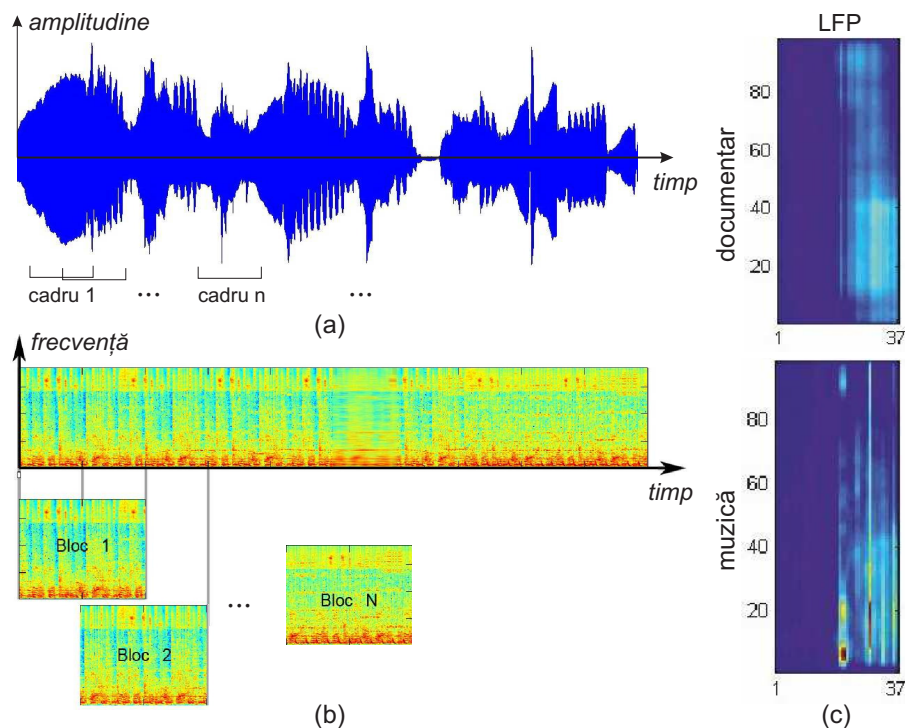 amplitudine
timp
cadru 1
...
cadru n
...
(a)
frecvență
timp
Bloc 1
Bloc 2
...
Bloc N
(b)
LFP
documentar
80
60
40
20
1
37
muzică
80
60
40
20
1
37
(c)